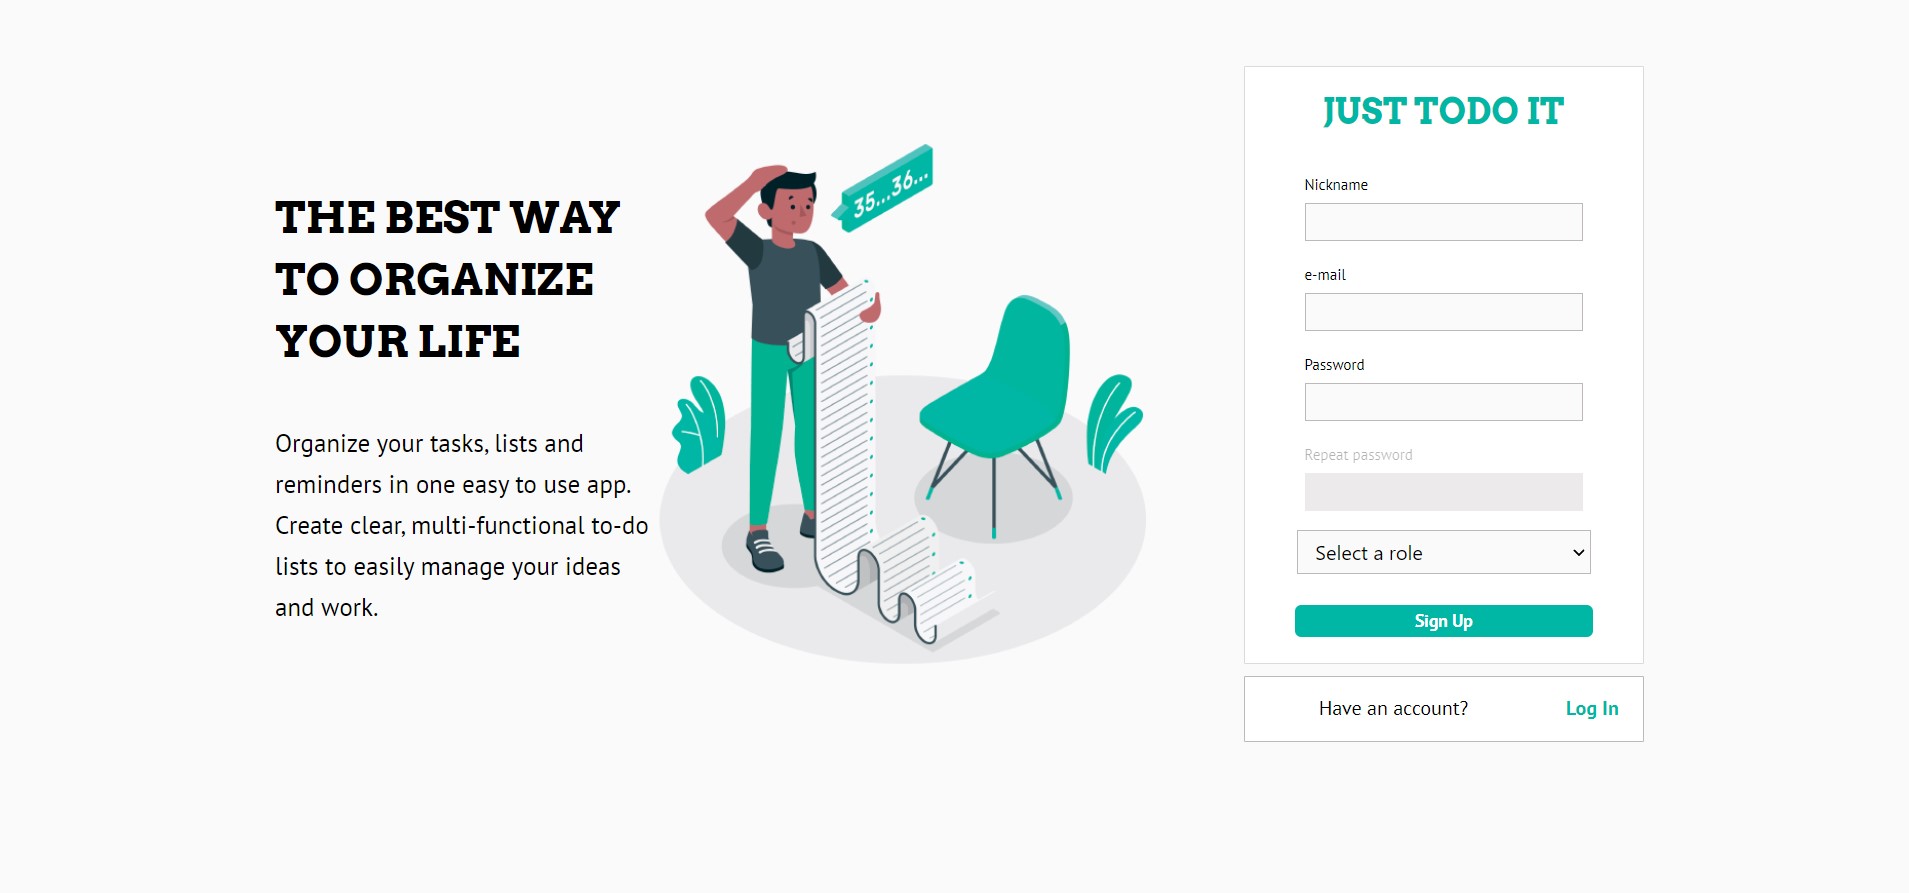 THE BEST WAY
TO ORGANIZE
YOUR LIFE
Organize your tasks, lists and
reminders in one easy to use app.
Create clear, multi-functional to-do
lists to easily manage your ideas
and work.
35...36...
JUST TODO IT
Nickname
e-mail
Password
Repeat password
Select a role
Sign Up
Have an account? Log In